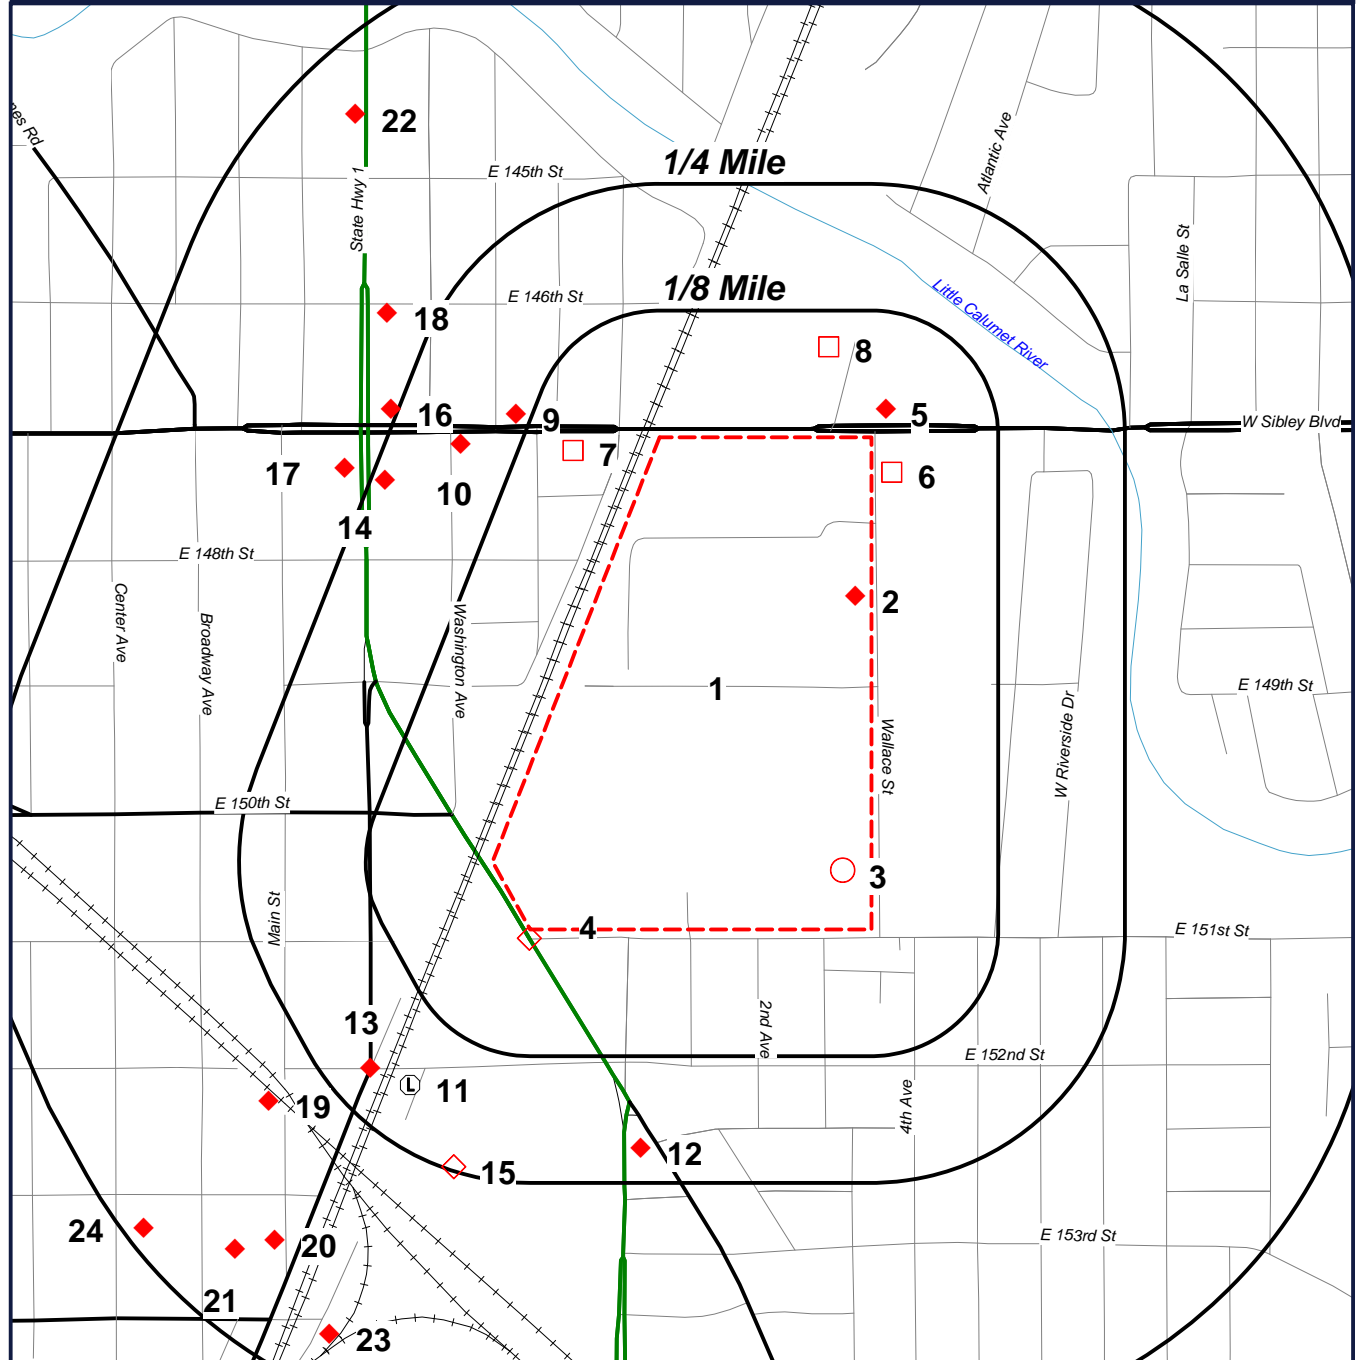 nes Rd
22
State Hwy 1
E 145th St
1/4 Mile
Atlantic Ave
La Salle St
E 146th St
1/8 Mile
Little Calumet River
18
8
16
9
5
W Sibley Blvd
17
10
7
6
14
E 148th St
Center Ave
Broadway Ave
Washington Ave
2
1
E 149th St
Wallace St
W Riverside Dr
E 150th St
3
Main St
4
E 151st St
13
2nd Ave
E 152nd St
L
11
19
4th Ave
12
15
24
20
E 153rd St
21
23